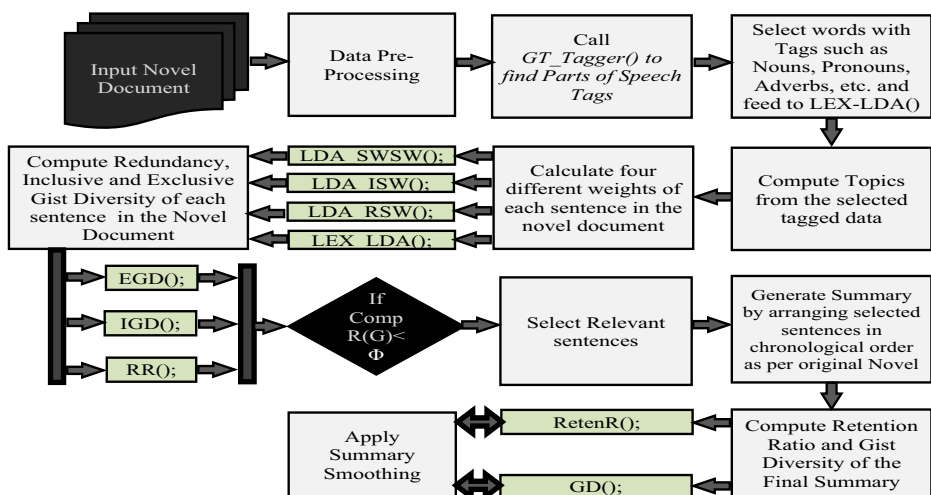 Input Novel
Document
Data Pre-
Processing
Call
GT_Tagger() to
find Parts of Speech
Tags
Select words with
Tags such as
Nouns, Pronouns,
Adverbs, etc. and
feed to LEX-LDA()
Compute Topics
from the selected
tagged data
Calculate four
different weights of
each sentence in the
novel document
LDA_SWSW();
LDA_ISW();
LDA_RSW();
LEX_LDA();
Compute Redundancy,
Inclusive and Exclusive
Gist Diversity of each
sentence in the Novel
Document
EGD();
IGD();
RR();
If
Comp
R(G)<
Φ
Select Relevant
sentences
Generate Summary
by arranging selected
sentences in
chronological order
as per original Novel
Compute Retention
Ratio and Gist
Diversity of the
Final Summary
RetenR();
GD();
Apply
Summary
Smoothing